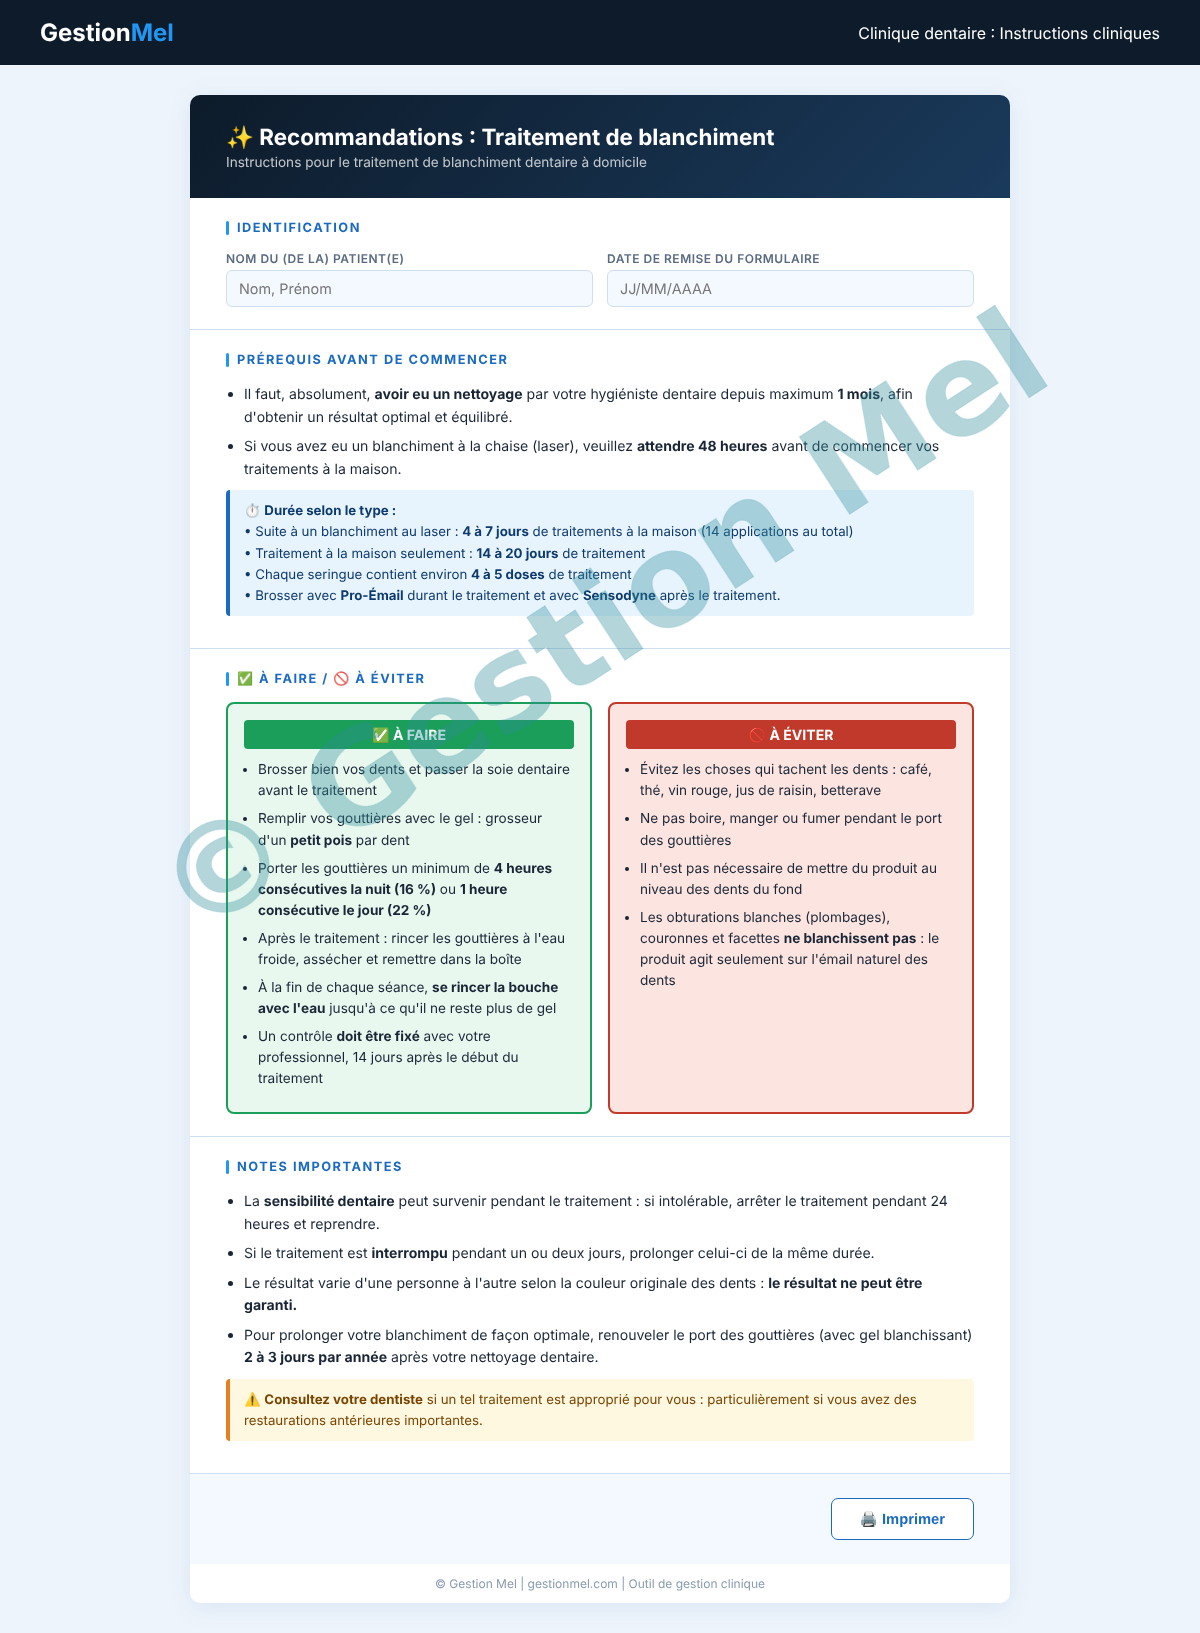 GestionMel
Clinique dentaire : Instructions cliniques
✨ Recommandations : Traitement de blanchiment
Instructions pour le traitement de blanchiment dentaire à domicile
IDENTIFICATION
NOM DU (DE LA) PATIENT(E)
DATE DE REMISE DU FORMULAIRE
Nom, Prénom
JJ/MM/AAAA
PRÉREQUIS AVANT DE COMMENCER
• Il faut, absolument, avoir eu un nettoyage par votre hygiéniste dentaire depuis maximum 1 mois, afin
d'obtenir un résultat optimal et équilibré.
• Si vous avez eu un blanchiment à la chaise (laser), veuillez attendre 48 heures avant de commencer vos
traitements à la maison.
⏱️ Durée selon le type :
• Suite à un blanchiment au laser : 4 à 7 jours de traitements à la maison (14 applications au total)
• Traitement à la maison seulement : 14 à 20 jours de traitement
• Chaque seringue contient environ 4 à 5 doses de traitement
• Brosser avec Pro-Émail durant le traitement et avec Sensodyne après le traitement.
✅ À FAIRE / 🚫 À ÉVITER
✅ À FAIRE
• Brosser bien vos dents et passer la soie dentaire
avant le traitement
• Remplir vos gouttières avec le gel : grosseur
d'un petit pois par dent
• Porter les gouttières un minimum de 4 heures
consécutives la nuit (16 %) ou 1 heure
consécutive le jour (22 %)
• Après le traitement : rincer les gouttières à l'eau
froide, assécher et remettre dans la boîte
• À la fin de chaque séance, se rincer la bouche
avec l'eau jusqu'à ce qu'il ne reste plus de gel
• Un contrôle doit être fixé avec votre
professionnel, 14 jours après le début du
traitement
🚫 À ÉVITER
• Évitez les choses qui tachent les dents : café,
thé, vin rouge, jus de raisin, betterave
• Ne pas boire, manger ou fumer pendant le port
des gouttières
• Il n'est pas nécessaire de mettre du produit au
niveau des dents du fond
• Les obturations blanches (plombages),
couronnes et facettes ne blanchissent pas : le
produit agit seulement sur l'émail naturel des
dents
NOTES IMPORTANTES
• La sensibilité dentaire peut survenir pendant le traitement : si intolérable, arrêter le traitement pendant 24
heures et reprendre.
• Si le traitement est interrompu pendant un ou deux jours, prolonger celui-ci de la même durée.
• Le résultat varie d'une personne à l'autre selon la couleur originale des dents : le résultat ne peut être
garanti.
• Pour prolonger votre blanchiment de façon optimale, renouveler le port des gouttières (avec gel blanchissant)
2 à 3 jours par année après votre nettoyage dentaire.
⚠️ Consultez votre dentiste si un tel traitement est approprié pour vous : particulièrement si vous avez des
restaurations antérieures importantes.
🖨️ Imprimer
© Gestion Mel | gestionmel.com | Outil de gestion clinique
© Gestion Mel